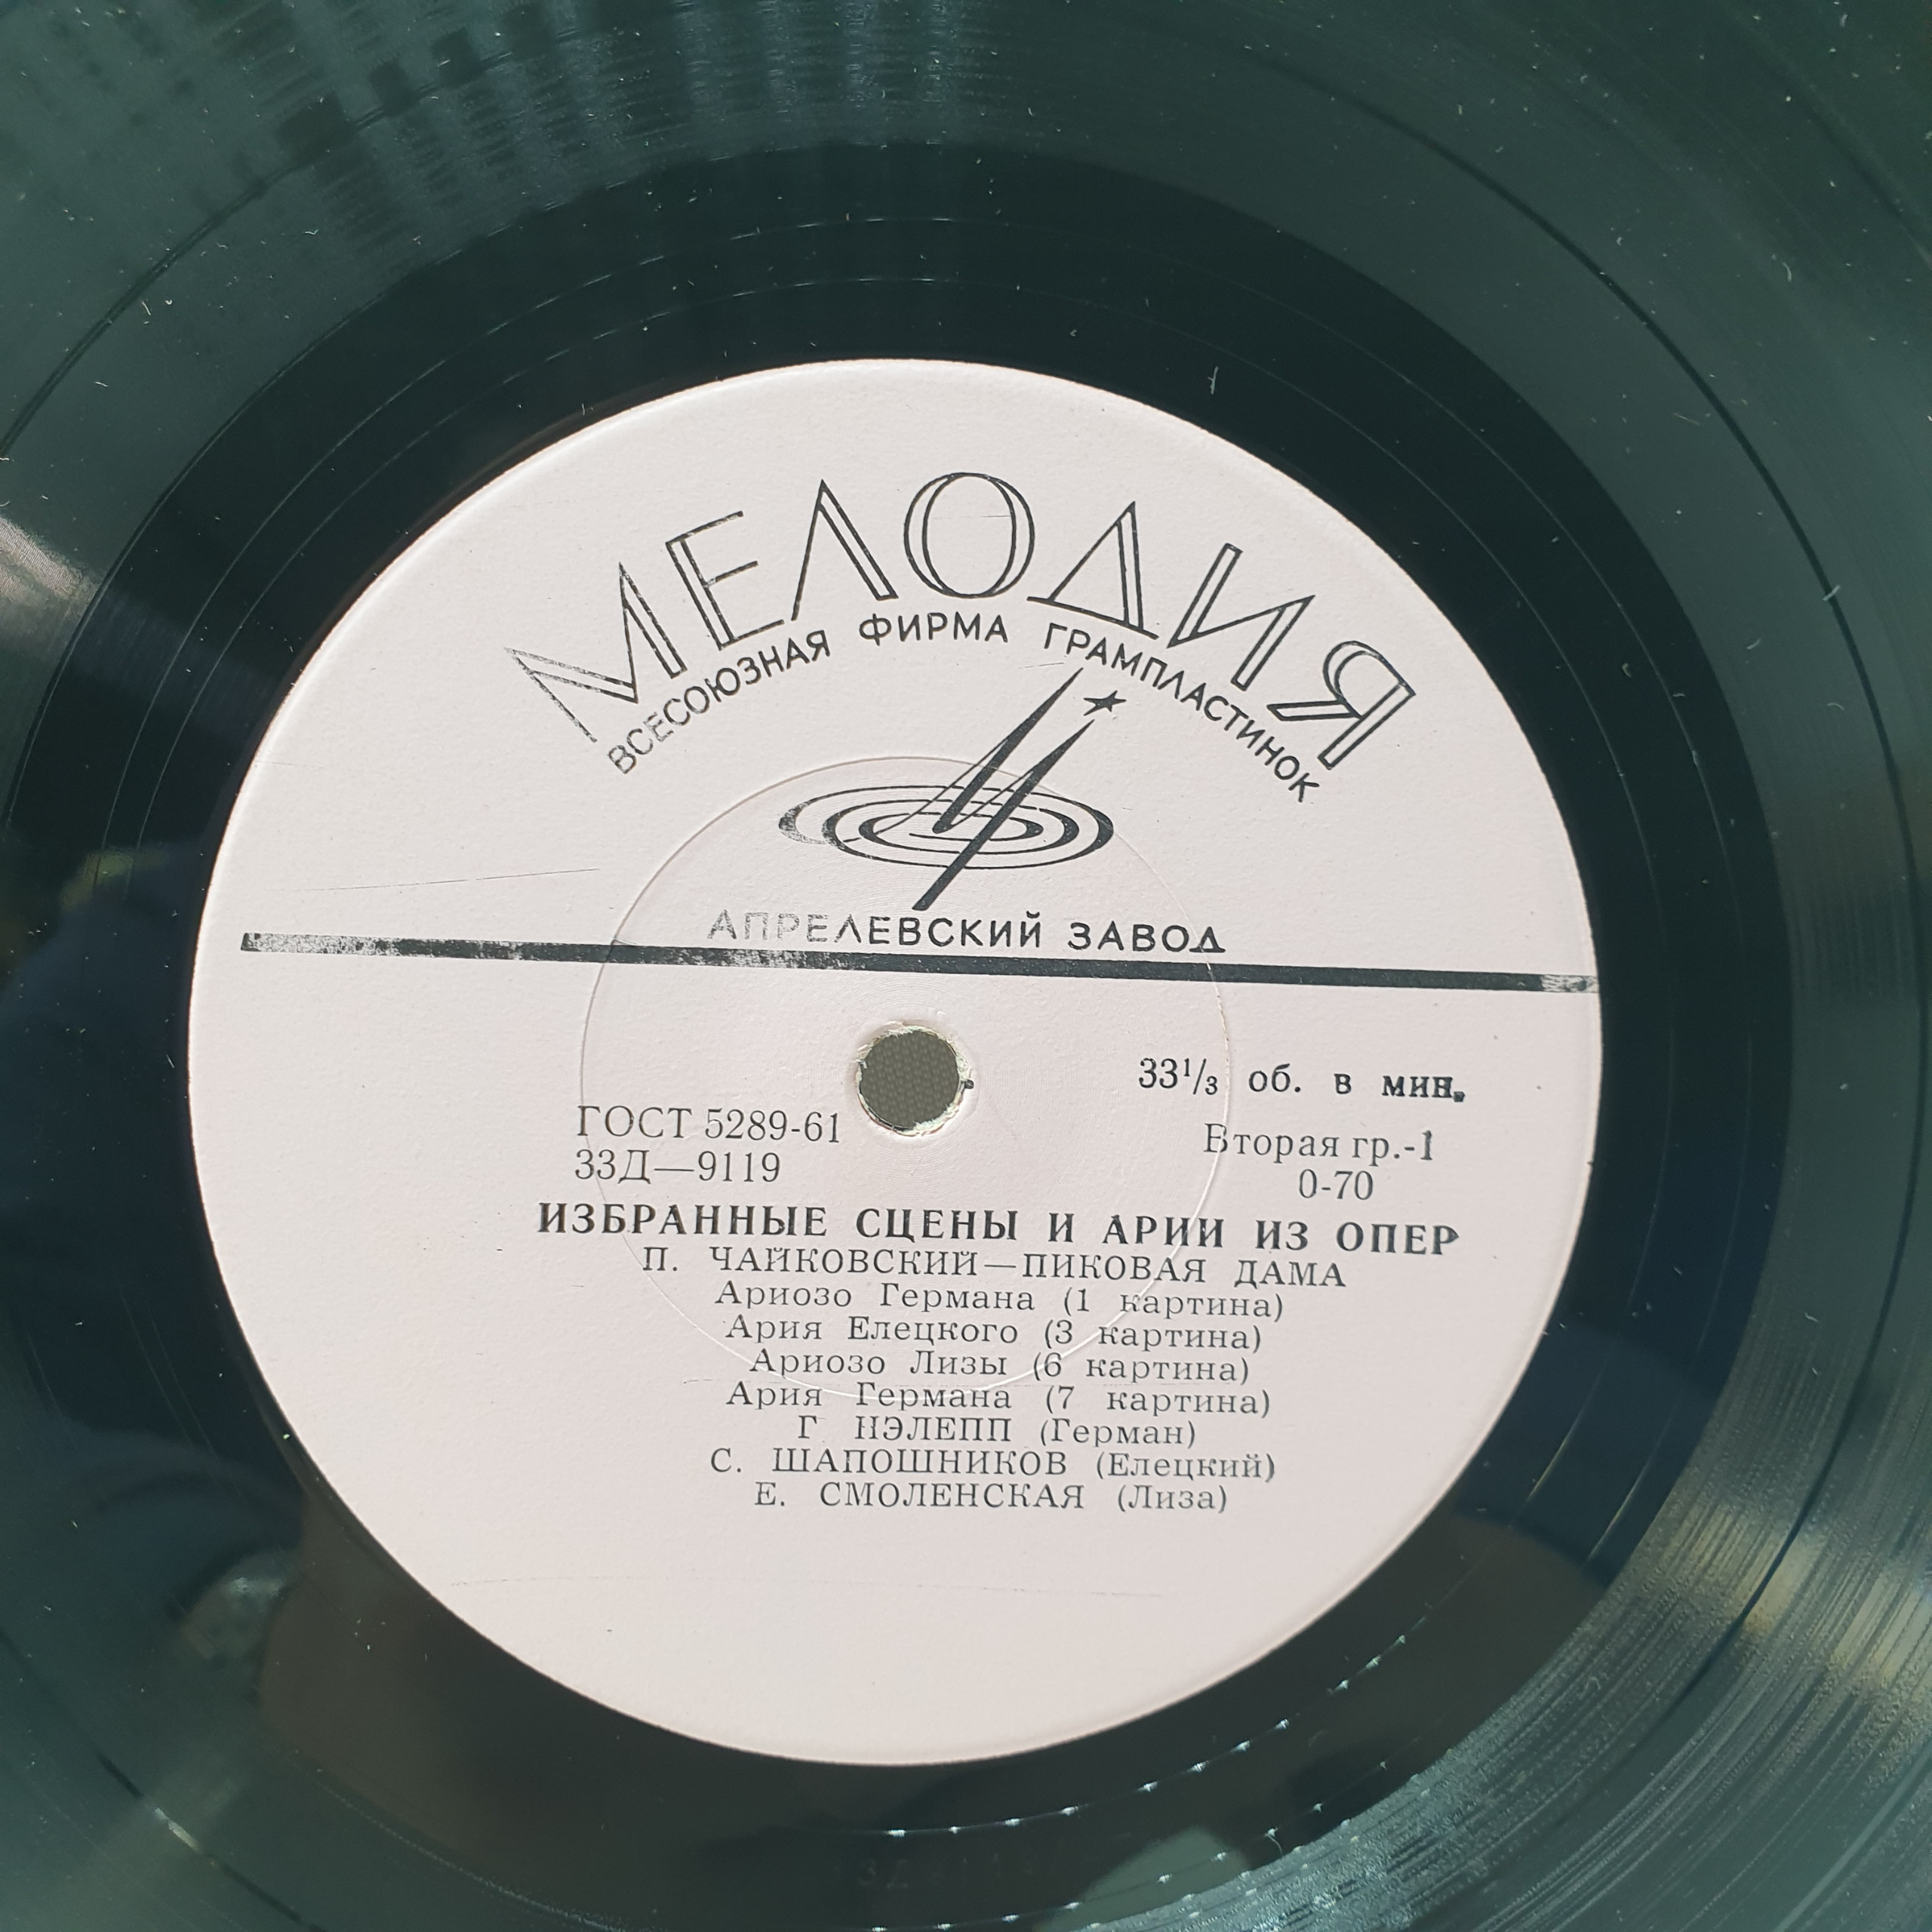 МЕЛОДИЯ
ВСЕСОЮЗНАЯ ФИРМА ГРАМПЛАСТИНОК
АПРЕЛЕВСКИЙ ЗАВОД
33¹/₃ об. в мин.
ГОСТ 5289-61
Вторая гр.-1
33Д—9119
0-70
ИЗБРАННЫЕ СЦЕНЫ И АРИИ ИЗ ОПЕР
П. ЧАЙКОВСКИЙ—ПИКОВАЯ ДАМА
Ариозо Германа (1 картина)
Ария Елецкого (3 картина)
Ариозо Лизы (6 картина)
Ария Германа (7 картина)
Г НЭЛЕПП (Герман)
С. ШАПОШНИКОВ (Елецкий)
Е. СМОЛЕНСКАЯ (Лиза)